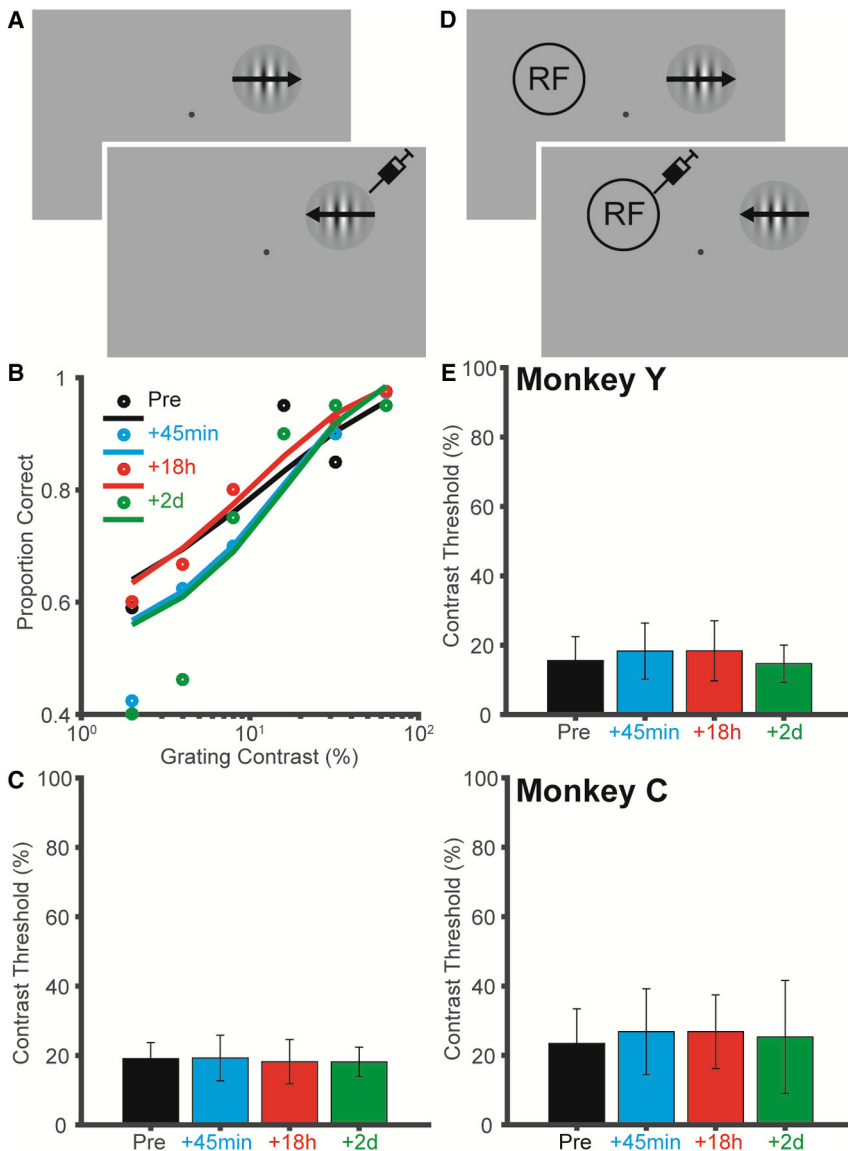 A
D
RF
RF
B
1
0.8
0.6
0.4
Proportion Correct
Pre
+45min
+18h
+2d
10⁰ 10¹ 10²
Grating Contrast (%)
E
Monkey Y
100
80
60
40
20
0
Contrast Threshold (%)
Pre +45min +18h +2d
C
100
80
60
40
20
0
Contrast Threshold (%)
Pre +45min +18h +2d
Monkey C
100
80
60
40
20
0
Contrast Threshold (%)
Pre +45min +18h +2d